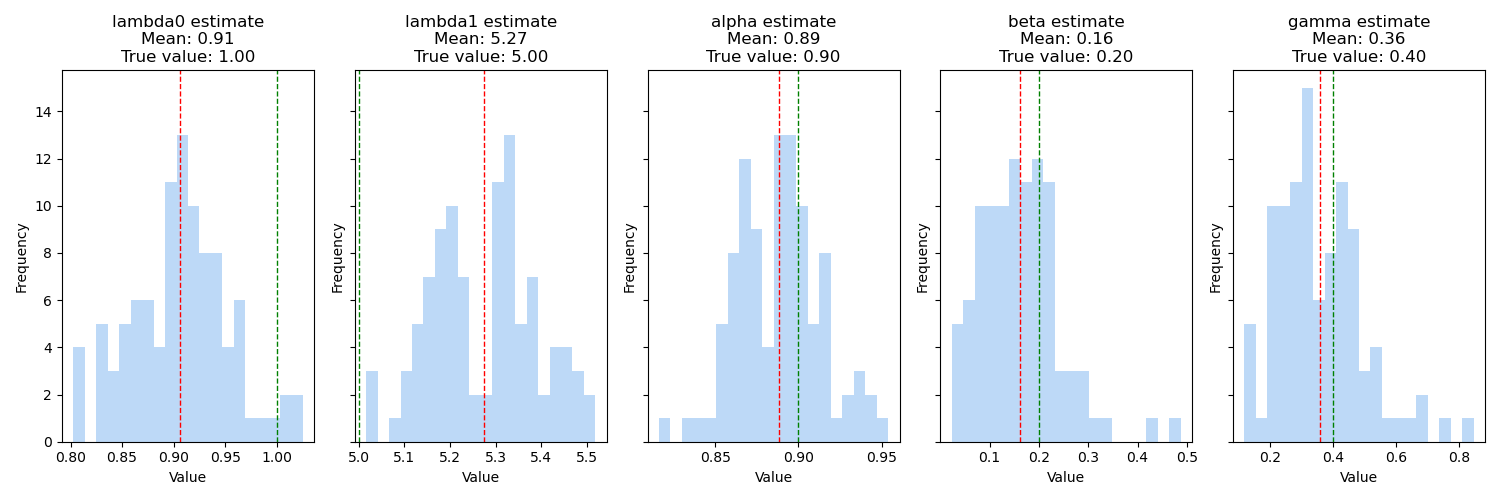 lambda0 estimate
Mean: 0.91
True value: 1.00
lambda1 estimate
Mean: 5.27
True value: 5.00
alpha estimate
Mean: 0.89
True value: 0.90
beta estimate
Mean: 0.16
True value: 0.20
gamma estimate
Mean: 0.36
True value: 0.40
Frequency
14
12
10
8
6
4
2
0
0.80 0.85 0.90 0.95 1.00
Value
Frequency
5.0 5.1 5.2 5.3 5.4 5.5
Value
Frequency
0.85 0.90 0.95
Value
Frequency
0.1 0.2 0.3 0.4 0.5
Value
Frequency
0.2 0.4 0.6 0.8
Value